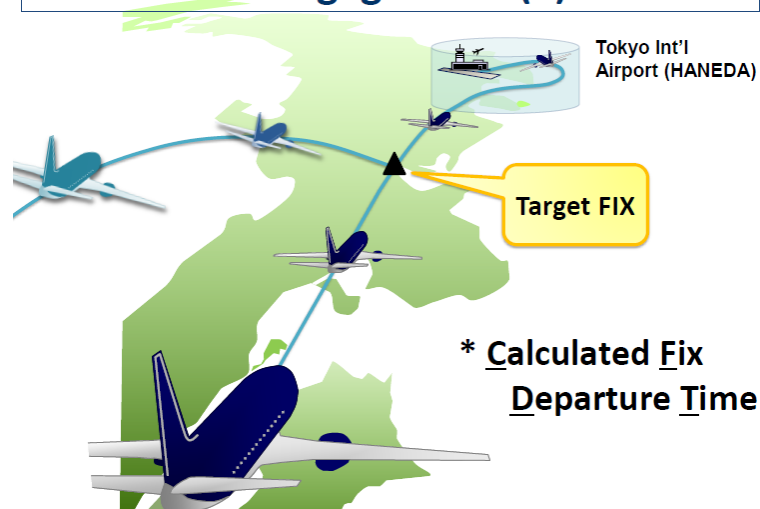 Tokyo Int'l
Airport (HANEDA)
Target FIX
* Calculated Fix
Departure Time